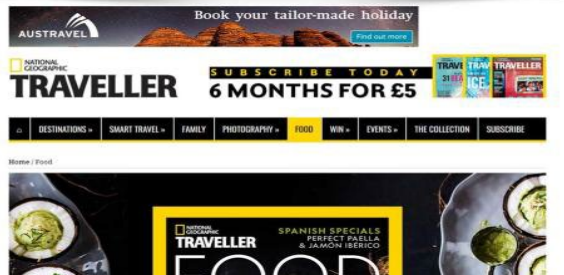 Book your tailor-made holiday
AUSTRAVEL
Find out more
NATIONAL
GEOGRAPHIC
TRAVELLER
SUBSCRIBE TODAY
6 MONTHS FOR £5
TRAVELLER
DESTINATIONS »
SMART TRAVEL »
FAMILY
PHOTOGRAPHY »
FOOD
WIN »
EVENTS »
THE COLLECTION
SUBSCRIBE
Home / Food
NATIONAL
GEOGRAPHIC
TRAVELLER
SPANISH SPECIALS
PERFECT PAELLA
& JAMÓN IBÉRICO
FOOD